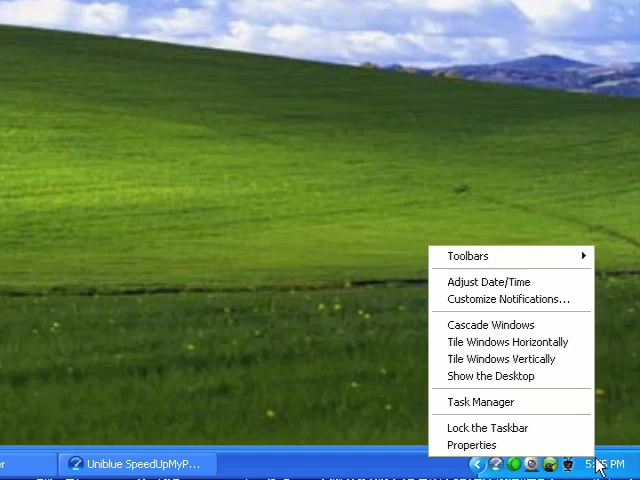 Toolbars
Adjust Date/Time
Customize Notifications...
Cascade Windows
Tile Windows Horizontally
Tile Windows Vertically
Show the Desktop
Task Manager
Lock the Taskbar
Properties
er
Uniblue SpeedUpMyP...
PM